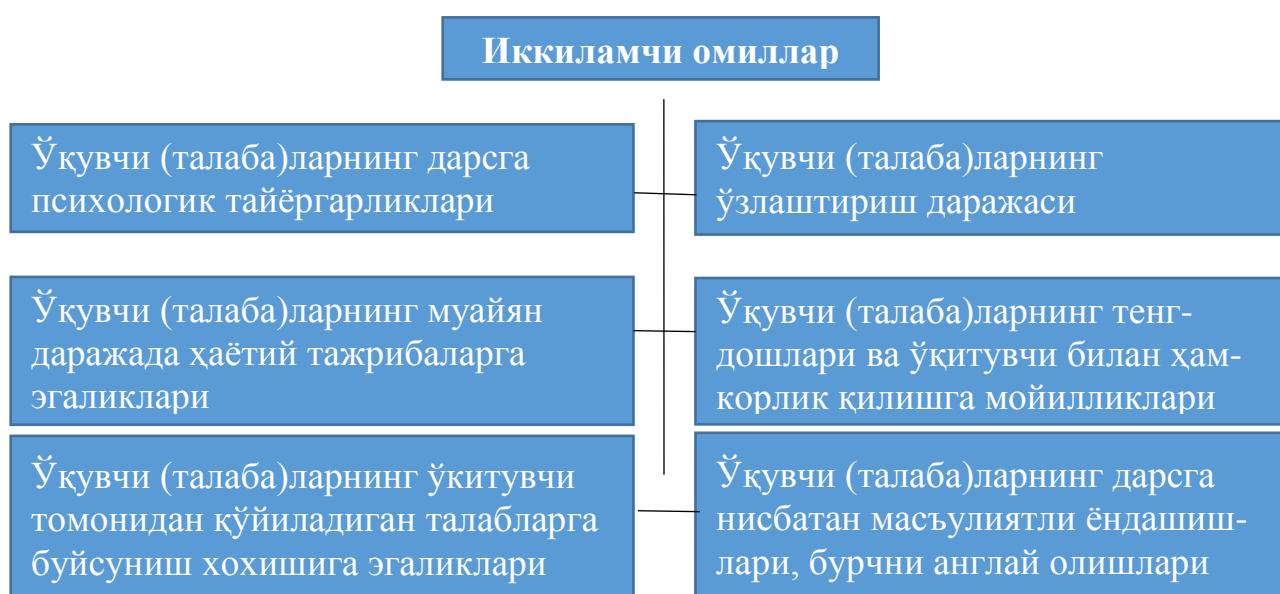 Иккиламчи омиллар
Ўқувчи (талаба)ларнинг дарсга
психологик тайёргарликлари
Ўқувчи (талаба)ларнинг
ўзлаштириш даражаси
Ўқувчи (талаба)ларнинг муайян
даражада ҳаётий тажрибаларга
эгаликлари
Ўқувчи (талаба)ларнинг тенг-
дошлари ва ўқитувчи билан ҳам-
корлик қилишга мойилликлари
Ўқувчи (талаба)ларнинг ўкитувчи
томонидан қўйиладиган талабларга
буйсуниш хохишига эгаликлари
Ўқувчи (талаба)ларнинг дарсга
нисбатан масъулиятли ёндашиш-
лари, бурчни англай олишлари